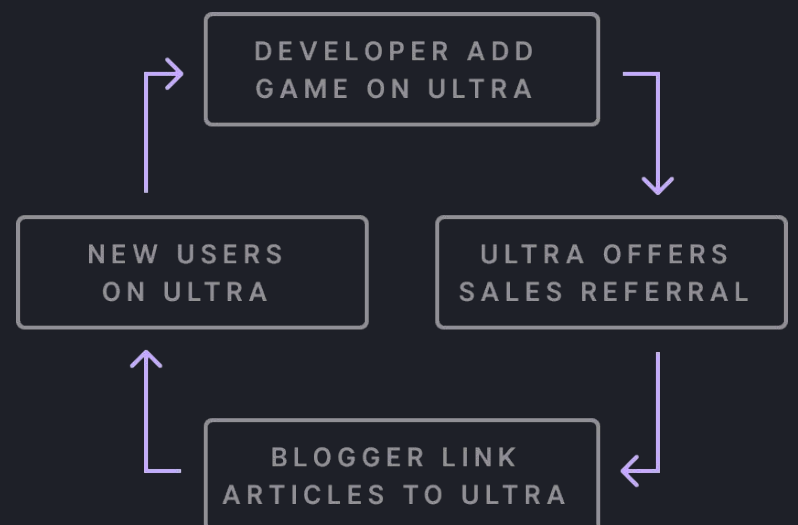 DEVELOPER ADD
GAME ON ULTRA
NEW USERS
ON ULTRA
ULTRA OFFERS
SALES REFERRAL
BLOGGER LINK
ARTICLES TO ULTRA